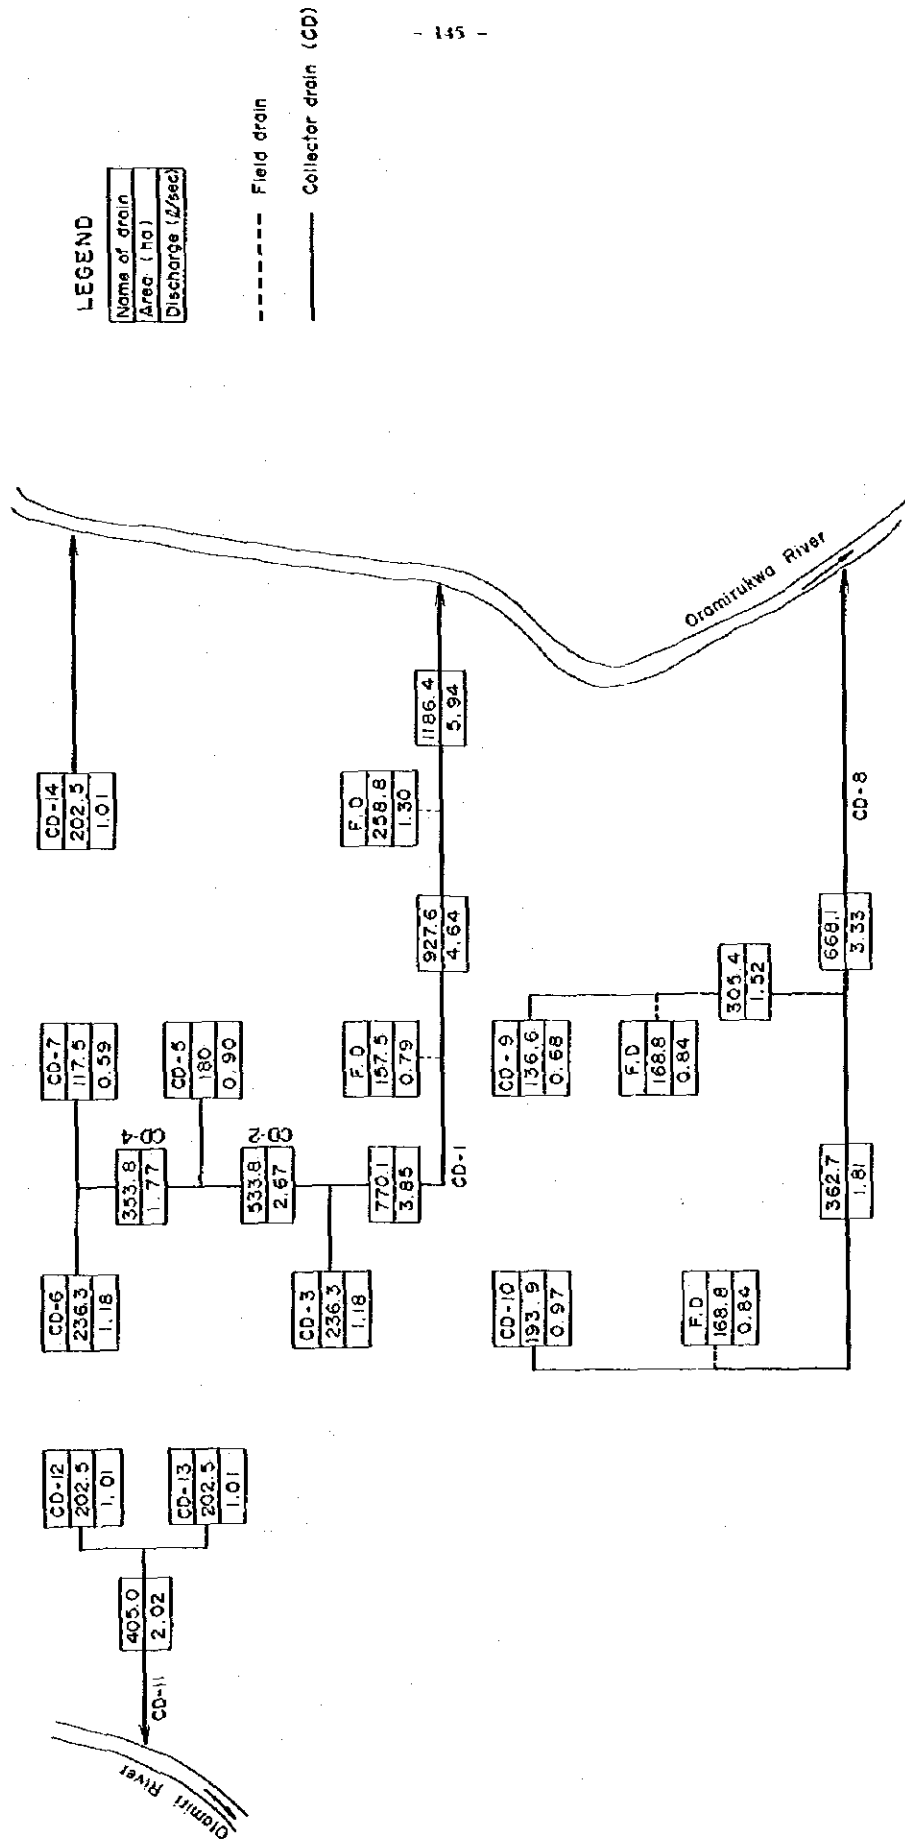 - 145 -
LEGEND
Name of drain
Area (ha)
Discharge (ℓ/sec)
Field drain
Collector drain (CD)
Otamiri River
CD-11
405.0
2.02
CD-12
202.5
1.01
CD-13
202.5
1.01
CD-6
236.3
1.18
CD-7
117.5
0.59
CD-4
353.8
1.77
CD-5
180
0.90
CD-2
533.8
2.67
CD-3
236.3
1.18
770.1
3.85
CD-1
F.D
157.5
0.79
927.6
4.64
F.D
258.8
1.30
1186.4
5.94
CD-14
202.5
1.01
Oramirukwa River
CD-10
193.9
0.97
F.D
168.8
0.84
362.7
1.81
CD-9
136.6
0.68
F.D
168.8
0.84
305.4
1.52
668.1
3.33
CD-8